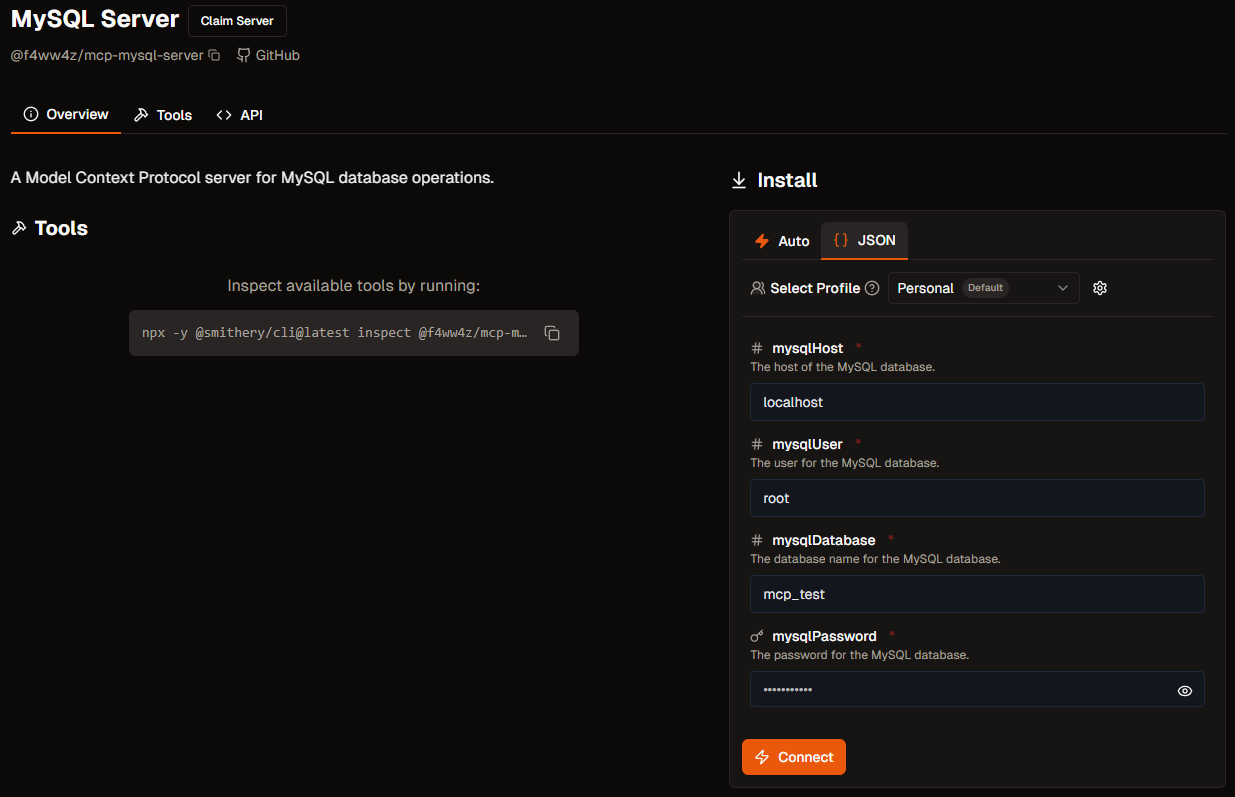 MySQL Server
Claim Server
@f4ww4z/mcp-mysql-server
GitHub
Overview
Tools
API
A Model Context Protocol server for MySQL database operations.
Tools
Inspect available tools by running:
npx -y @smithery/cli@latest inspect @f4ww4z/mcp-m…
Install
Auto
{ } JSON
Select Profile
Personal Default
# mysqlHost *
The host of the MySQL database.
localhost
# mysqlUser *
The user for the MySQL database.
root
# mysqlDatabase *
The database name for the MySQL database.
mcp_test
mysqlPassword *
The password for the MySQL database.
•••••••••••
Connect